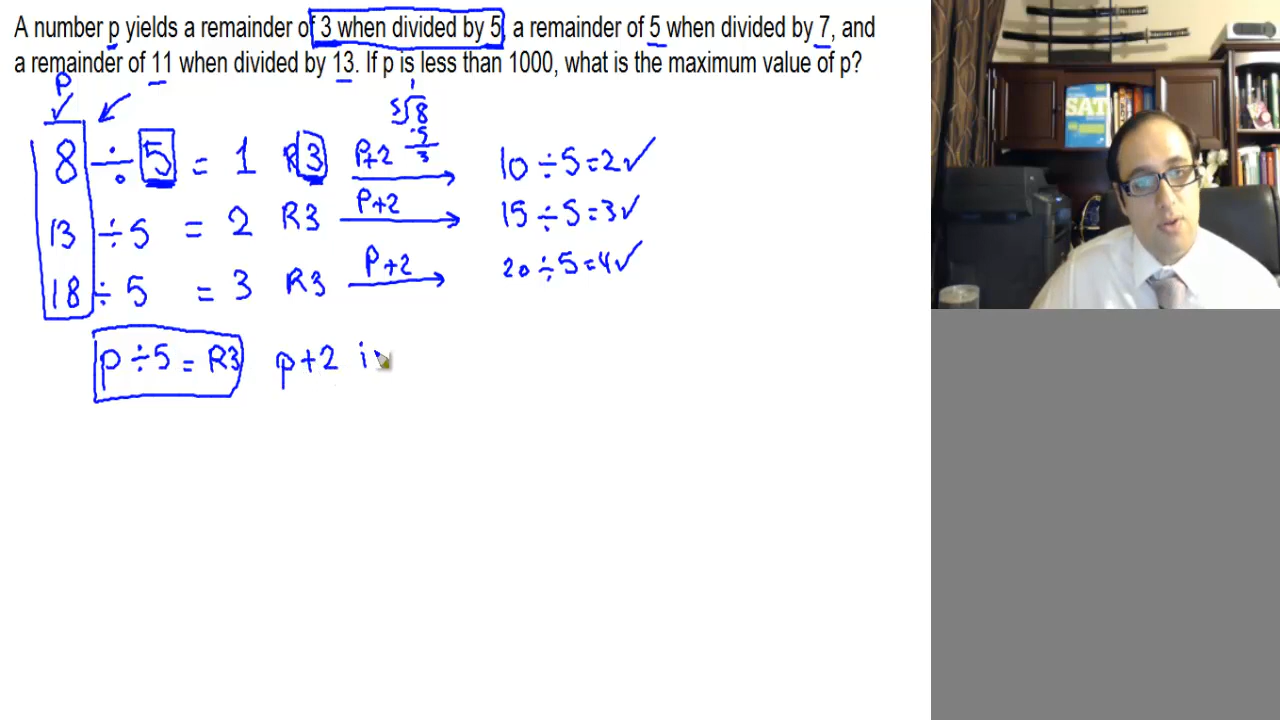 A number p yields a remainder of 3 when divided by 5, a remainder of 5 when divided by 7, and
a remainder of 11 when divided by 13. If p is less than 1000, what is the maximum value of p?
P
1
5 8
5
3
8 ÷ 5 = 1 R3 P+2 10 ÷ 5 = 2 ✓
13 ÷ 5 = 2 R3 P+2 15 ÷ 5 = 3 ✓
18 ÷ 5 = 3 R3 P+2 20 ÷ 5 = 4 ✓
p ÷ 5 = R3 p+2 i
SAT